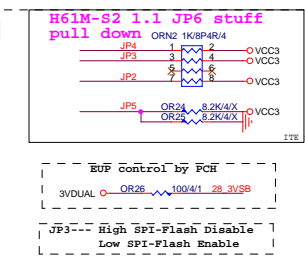 H61M-S2 1.1 JP6 stuff
pull down ORN2 1K/8P4R/4
JP4 1 2 VCC3
JP3 3 4 VCC3
5 6
JP2 7 8 VCC3
JP5 OR24 8.2K/4/X VCC3
OR25 8.2K/4/X
ITE
EUP control by PCH
3VDUAL OR26 100/4/1 28_3VSB
JP3--- High SPI-Flash Disable
Low SPI-Flash Enable